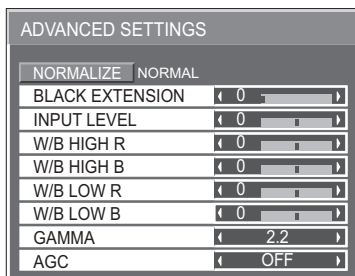 ADVANCED SETTINGS
NORMALIZE NORMAL
BLACK EXTENSION 0
INPUT LEVEL 0
W/B HIGH R 0
W/B HIGH B 0
W/B LOW R 0
W/B LOW B 0
GAMMA 2.2
AGC OFF